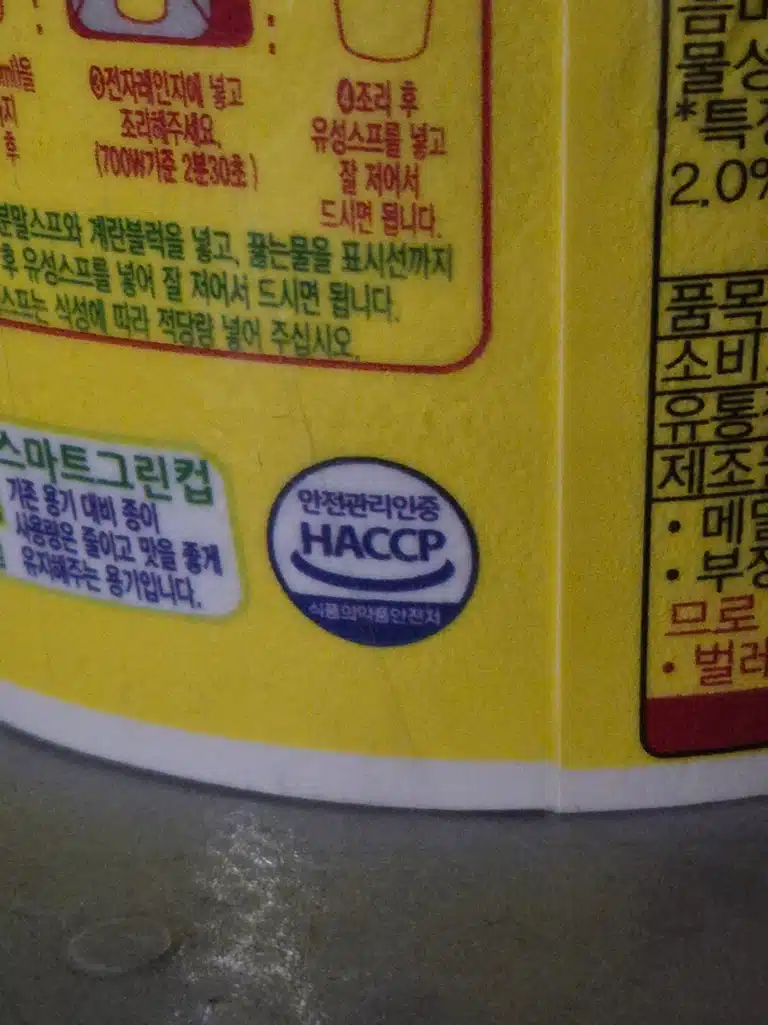 ❹전자레인지에 넣고
조리해주세요.
(700W기준 2분30초)
❺조리 후
유성스프를 넣고
잘 저어서
드시면 됩니다.
분말스프와 계란블럭을 넣고, 끓는물을 표시선까지
후 유성스프를 넣어 잘 저어서 드시면 됩니다.
스프는 식성에 따라 적당량 넣어 주십시오.
스마트그린컵
기존 용기 대비 종이
사용량은 줄이고 맛을 좋게
유지해주는 용기입니다.
안전관리인증
HACCP
식품의약품안전처
물성
*특정
2.0%
품목
소비
유통
제조
• 메밀
• 부정
므로
• 벌레